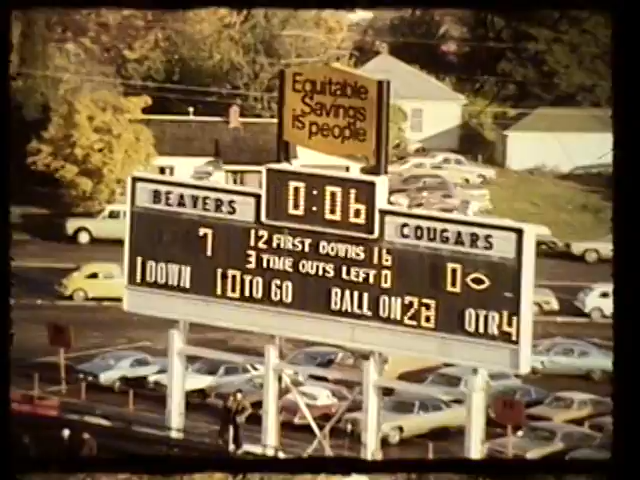 Equitable
Savings
is people
BEAVERS 0:06 COUGARS
7 12 FIRST DOWNS 16 0
3 TIME OUTS LEFT 0
1 DOWN 10 TO GO BALL ON 28 QTR 4